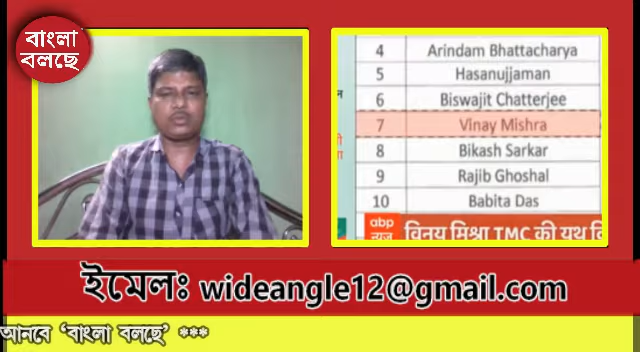 বাংলা
বলছে
4 Arindam Bhattacharya
5 Hasanujjaman
6 Biswajit Chatterjee
7 Vinay Mishra
8 Bikash Sarkar
9 Rajib Ghoshal
10 Babita Das
abp
न्यूज़ विनय मिश्रा TMC की यूथ
ইমেলঃ wideangle12@gmail.com
আনবে ‘বাংলা বলছে’ ***